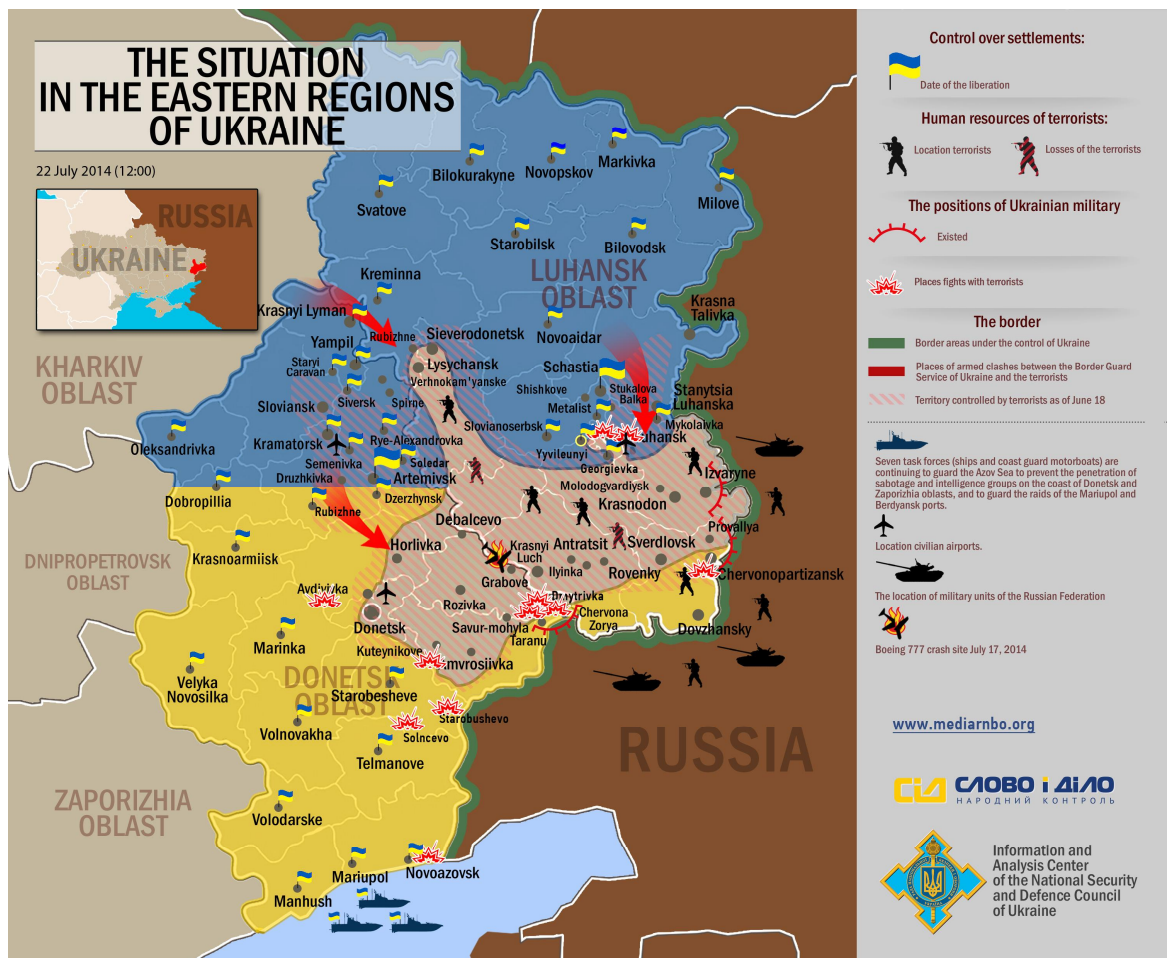 THE SITUATION
IN THE EASTERN REGIONS
OF UKRAINE
22 July 2014 (12:00)
RUSSIA
UKRAINE
KHARKIV
OBLAST
DNIPROPETROVSK
OBLAST
ZAPORIZHIA
OBLAST
LUHANSK
OBLAST
DONETSK
OBLAST
RUSSIA
Markivka
Novopskov
Bilokurakyne
Milove
Svatove
Starobilsk
Bilovodsk
Kreminna
Krasna
Talivka
Krasnyi Lyman
Rubizhne
Sieverodonetsk
Novoaidar
Yampil
Staryi
Caravan
Lysychansk
Verhnokam'yanske
Schastia
Shishkove
Stukalova
Balka
Stanytsia
Luhanska
Siversk
Spirne
Sloviansk
Metalist
Mykolaivka
Slovianoserbsk
Oleksandrivka
Kramatorsk
Rye-Alexandrovka
Yyvileunyi
uhansk
Semenivka
Soledar
Georgievka
Druzhkivka
Artemivsk
Molodogvardiysk
Izvaryne
Dobropillia
Dzerzhynsk
Krasnodon
Rubizhne
Debalcevo
Provallya
Krasnoarmiisk
Horlivka
Krasnyi
Luch
Antratsit
Sverdlovsk
Grabove
Ilyinka
Rovenky
Chervonopartizansk
Avdiivka
Rozivka
Dmytrivka
Chervona
Zorya
Donetsk
Savur-mohyla
Taranu
Dovzhansky
Marinka
Kuteynikove
mvrosiivka
Velyka
Novosilka
Starobesheve
Starobushevo
Volnovakha
Solncevo
Telmanove
Volodarske
Mariupol
Novoazovsk
Manhush
Control over settlements:
Date of the liberation
Human resources of terrorists:
Location terrorists
Losses of the terrorists
The positions of Ukrainian military
Existed
Places fights with terrorists
The border
Border areas under the control of Ukraine
Places of armed clashes between the Border Guard
Service of Ukraine and the terrorists
Territory controlled by terrorists as of June 18
Seven task forces (ships and coast guard motorboats) are
continuing to guard the Azov Sea to prevent the penetration of
sabotage and intelligence groups on the coast of Donetsk and
Zaporizhia oblasts, and to guard the raids of the Mariupol and
Berdyansk ports.
Location civilian airports.
The location of military units of the Russian Federation
Boeing 777 crash site July 17, 2014
www.mediarnbo.org
СІД СЛОВО і ДІЛО
НАРОДНИЙ КОНТРОЛЬ
Information and
Analysis Center
of the National Security
and Defence Council
of Ukraine